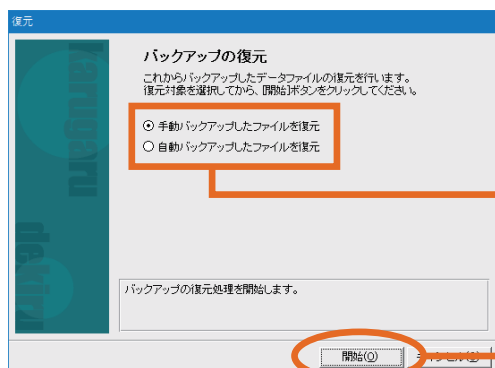 復元
バックアップの復元
これからバックアップしたデータファイルの復元を行います。
復元対象を選択してから、[開始]ボタンをクリックしてください。
手動バックアップしたファイルを復元
自動バックアップしたファイルを復元
karugaru
dekiru
バックアップの復元処理を開始します。
開始(O)